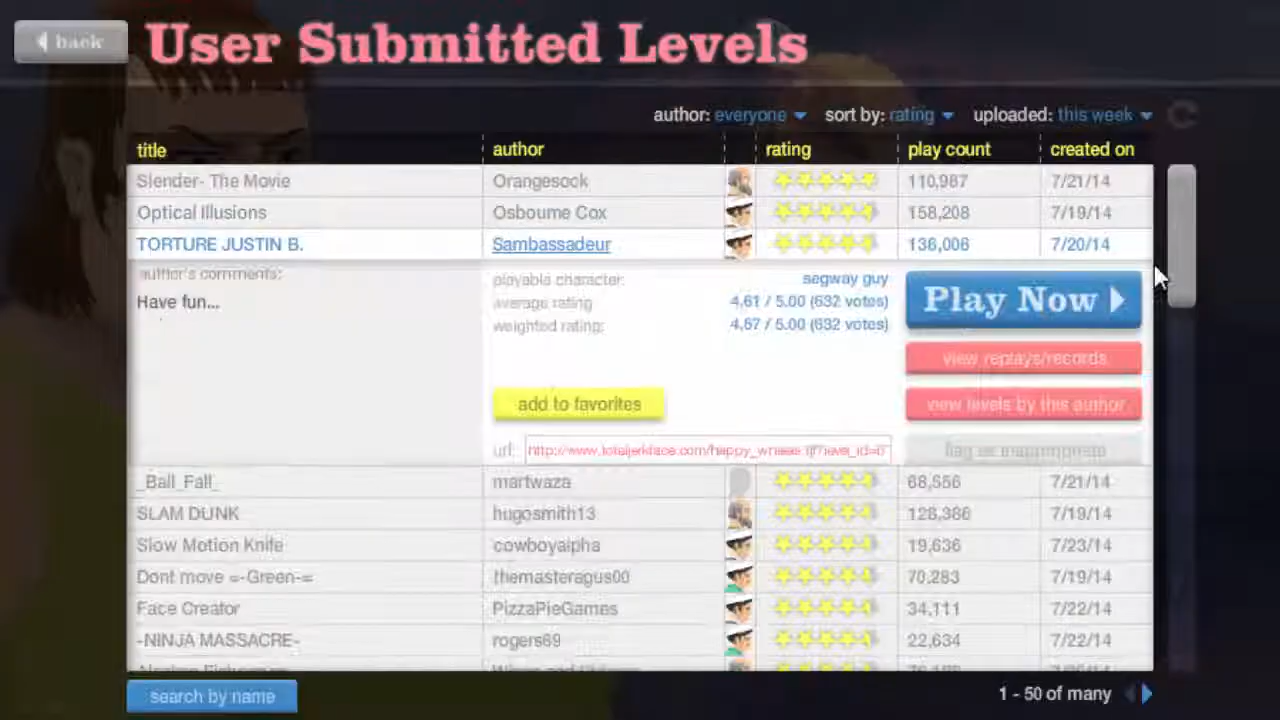 back
User Submitted Levels
author: everyone sort by: rating uploaded: this week
title author rating play count created on
Slender- The Movie Orangesock 110,987 7/21/14
Optical Illusions Osbourne Cox 158,208 7/19/14
TORTURE JUSTIN B. Sambassadeur 136,006 7/20/14
author's comments:
Have fun...
playable character: segway guy
average rating 4.61 / 5.00 (632 votes)
weighted rating: 4.57 / 5.00 (632 votes)
Play Now
view replays/records
add to favorites
view levels by this author
url:
flag as inappropriate
_Ball_Fall_ martwaza 68,556 7/21/14
SLAM DUNK hugosmith13 128,386 7/19/14
Slow Motion Knife cowboyalpha 19,636 7/23/14
Dont move =-Green-= themasteragus00 70,283 7/19/14
Face Creator PizzaPieGames 34,111 7/22/14
-NINJA MASSACRE- rogers69 22,634 7/22/14
search by name
1 - 50 of many